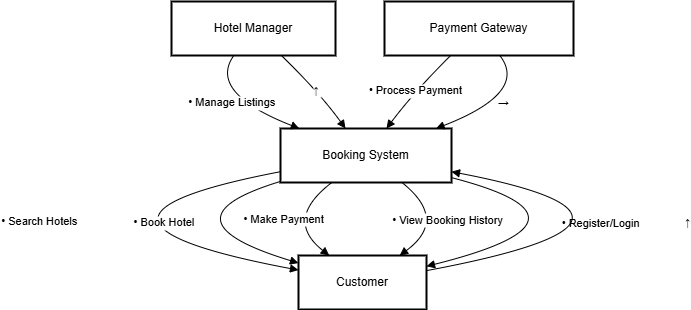 Hotel Manager
Payment Gateway
↑
• Process Payment
• Manage Listings
→
Booking System
• Search Hotels
• Book Hotel
• Make Payment
• View Booking History
• Register/Login
↑
Customer